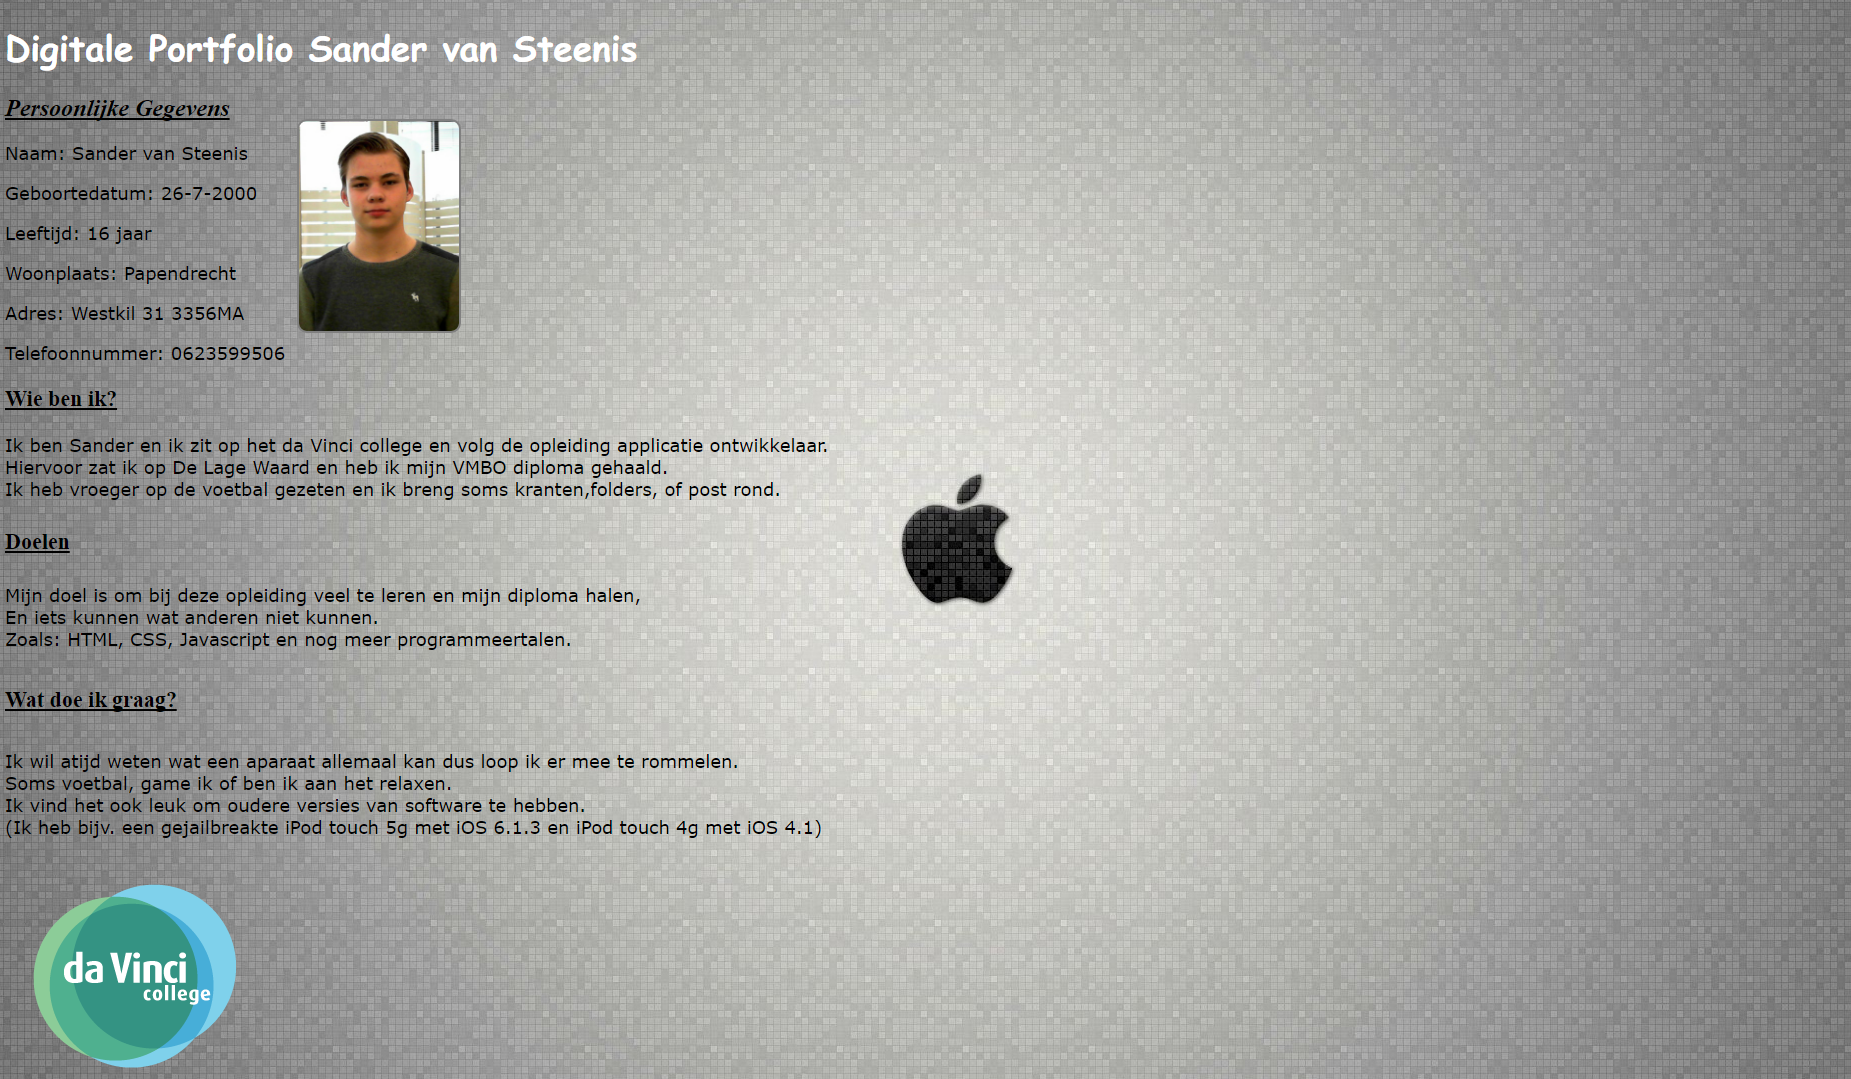 Digitale Portfolio Sander van Steenis
Persoonlijke Gegevens
Naam: Sander van Steenis
Geboortedatum: 26-7-2000
Leeftijd: 16 jaar
Woonplaats: Papendrecht
Adres: Westkil 31 3356MA
Telefoonnummer: 0623599506
Wie ben ik?
Ik ben Sander en ik zit op het da Vinci college en volg de opleiding applicatie ontwikkelaar.
Hiervoor zat ik op De Lage Waard en heb ik mijn VMBO diploma gehaald.
Ik heb vroeger op de voetbal gezeten en ik breng soms kranten,folders, of post rond.
Doelen
Mijn doel is om bij deze opleiding veel te leren en mijn diploma halen,
En iets kunnen wat anderen niet kunnen.
Zoals: HTML, CSS, Javascript en nog meer programmeertalen.
Wat doe ik graag?
Ik wil atijd weten wat een aparaat allemaal kan dus loop ik er mee te rommelen.
Soms voetbal, game ik of ben ik aan het relaxen.
Ik vind het ook leuk om oudere versies van software te hebben.
(Ik heb bijv. een gejailbreakte iPod touch 5g met iOS 6.1.3 en iPod touch 4g met iOS 4.1)
da Vinci
college